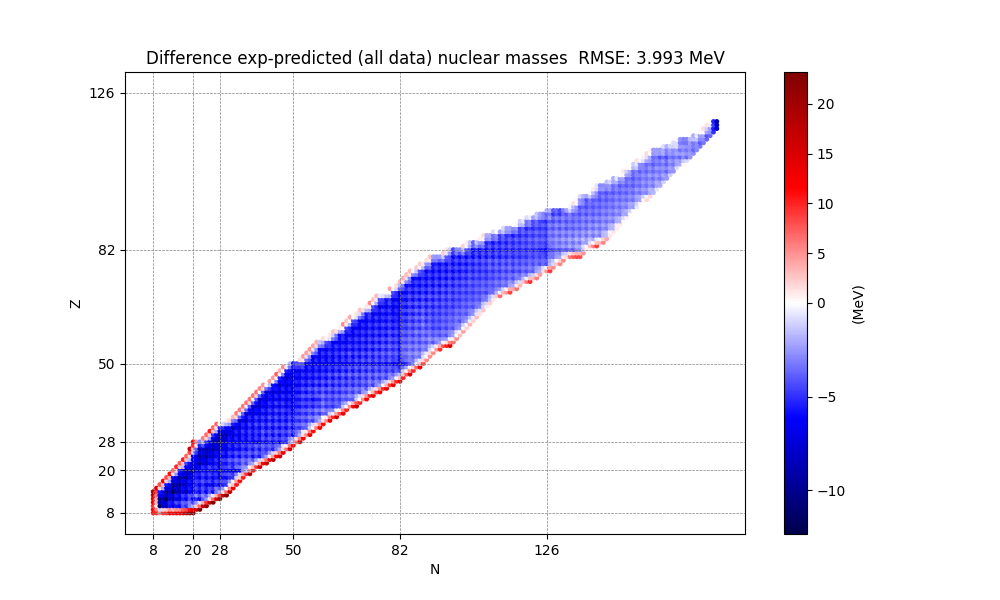 Difference exp-predicted (all data) nuclear masses  RMSE: 3.993 MeV
126
82
50
28
20
8
Z
8 20 28 50 82 126
N
20
15
10
5
0
−5
−10
(MeV)